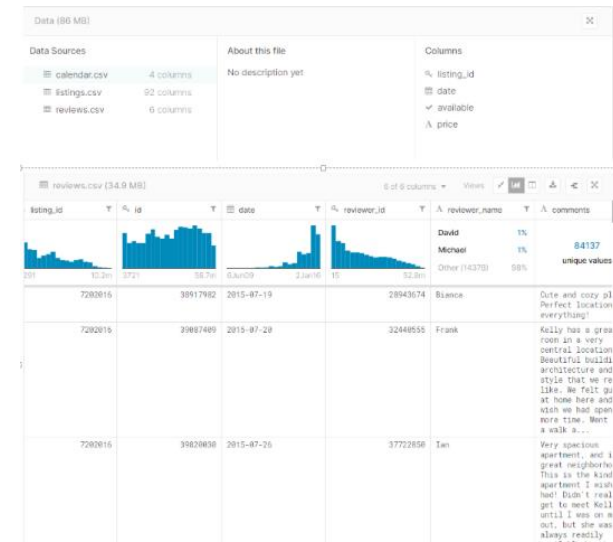 Data (86 MB)
Data Sources
About this file
Columns
calendar.csv
4 columns
listings.csv
92 columns
reviews.csv
6 columns
No description yet
listing_id
date
available
A price
reviews.csv (34.9 MB)
6 of 6 columns
Views
listing_id
id
date
reviewer_id
A reviewer_name
A comments
David 1%
Michael 1%
Other (14376) 98%
84137
unique values
291
10.2m
3721
58.7m
6Jun09
2Jan16
15
52.8m
7202016
38917982
2015-07-19
28943674
Bianca
Cute and cozy pl
Perfect location
everything!
7202016
39087409
2015-07-20
32440555
Frank
Kelly has a grea
room in a very
central location
Beautiful buildi
architecture and
style that we re
like. We felt gu
at home here and
wish we had spen
more time. Went
a walk a...
7202016
39820030
2015-07-26
37722850
Ian
Very spacious
apartment, and i
great neighborho
This is the kind
apartment I wish
had! Didn't real
get to meet Kell
until I was on m
out, but she was
always readily